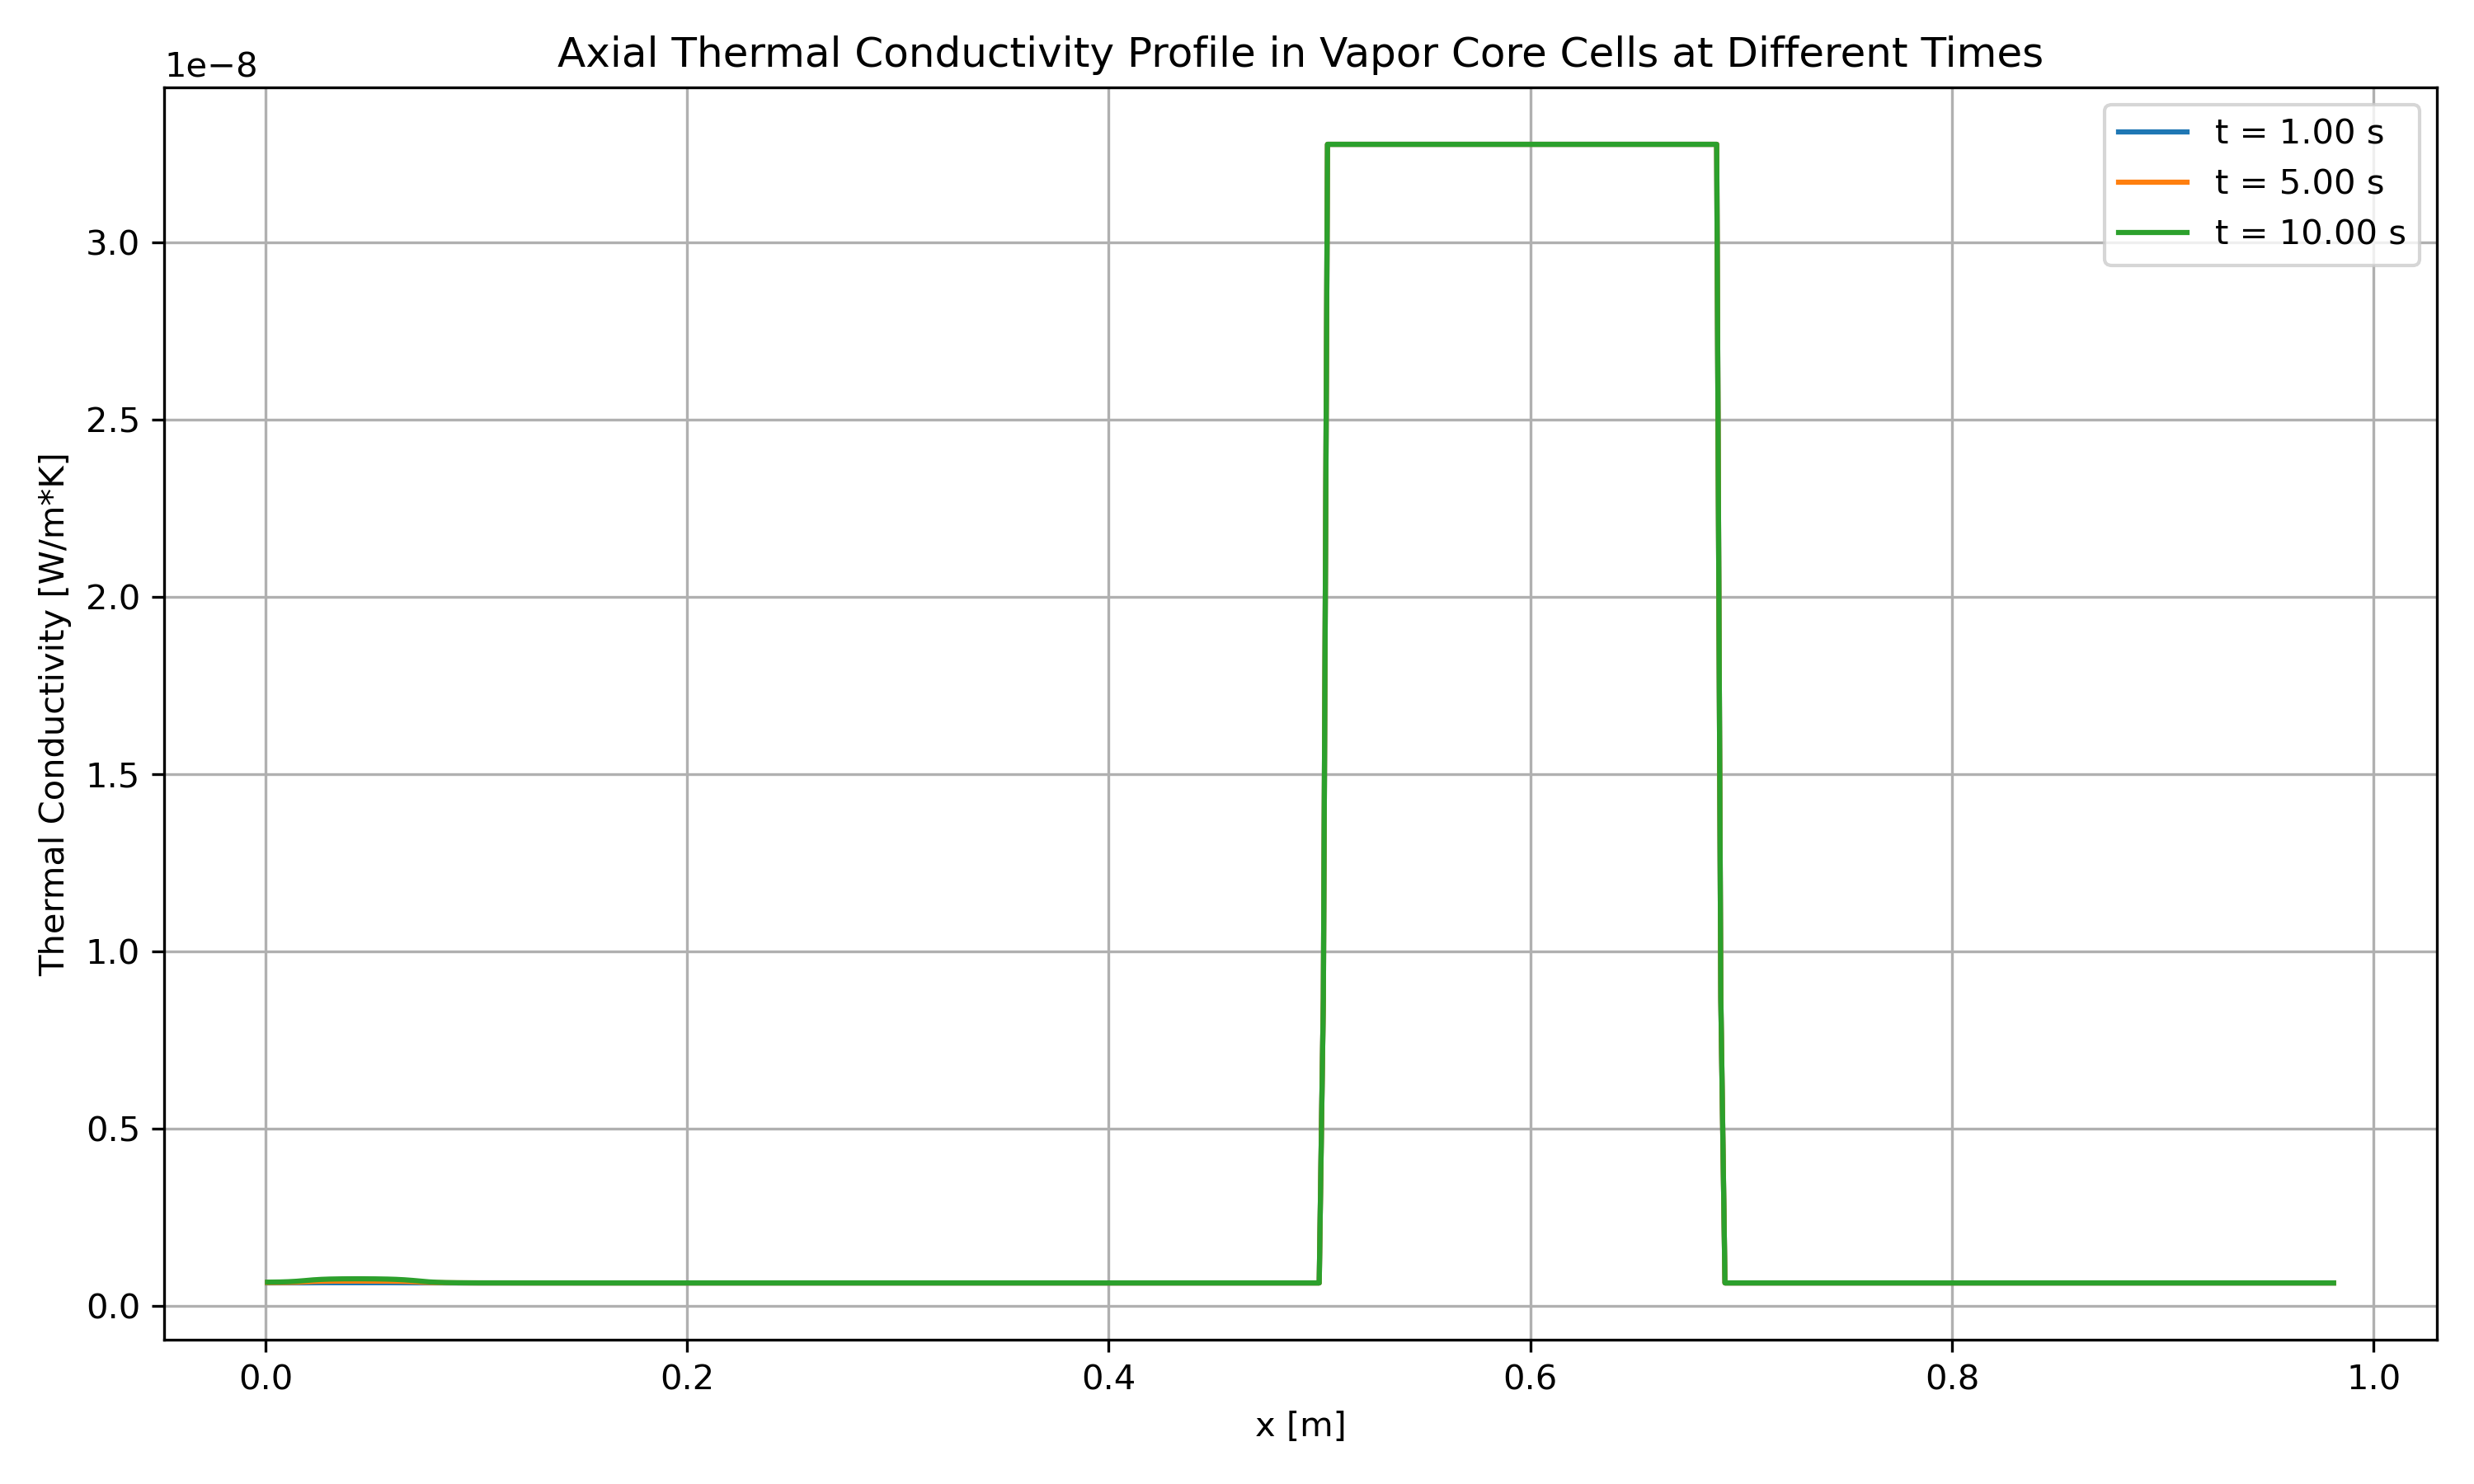 Axial Thermal Conductivity Profile in Vapor Core Cells at Different Times
1e−8
t = 1.00 s
t = 5.00 s
t = 10.00 s
Thermal Conductivity [W/m*K]
3.0
2.5
2.0
1.5
1.0
0.5
0.0
0.0 0.2 0.4 0.6 0.8 1.0
x [m]